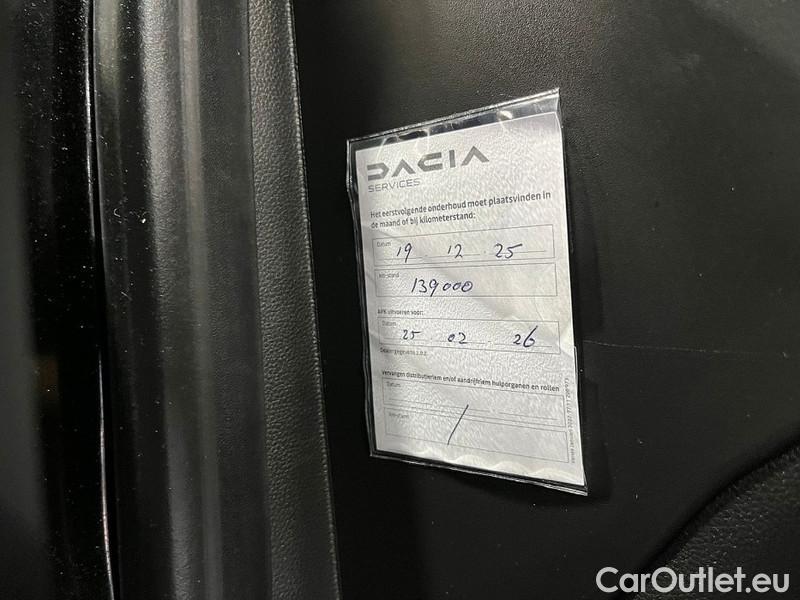 DACIA
SERVICES
Het eerstvolgende onderhoud moet plaatsvinden in
de maand of bij kilometerstand:
Datum
19 12 25
km-stand
139000
APK uitvoeren voor:
Datum
25 02 26
Vervangen distributieriem en/of aandrijfriem hulporganen en rollen
Datum
km-stand
/
CarOutlet.eu